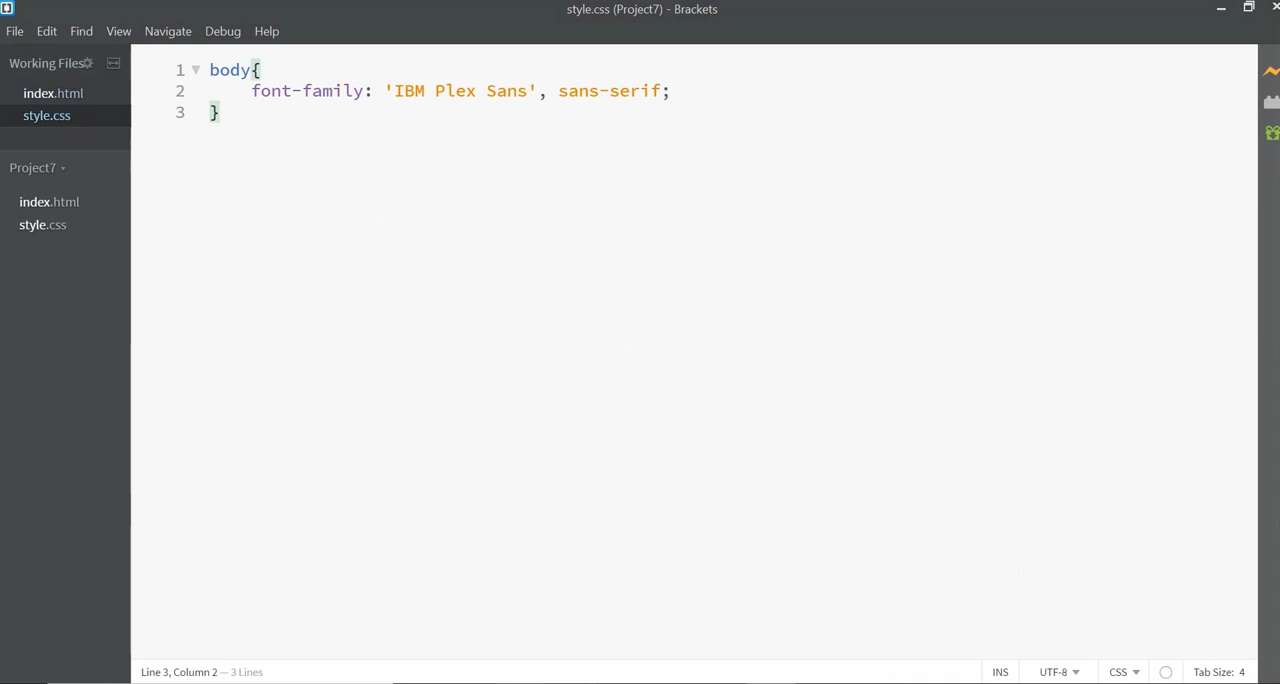 style.css (Project7) - Brackets
File Edit Find View Navigate Debug Help
Working Files
index.html
style.css
Project7
index.html
style.css
1 body{
2 font-family: 'IBM Plex Sans', sans-serif;
3 }
Line 3, Column 2 — 3 Lines
INS UTF-8 CSS Tab Size: 4